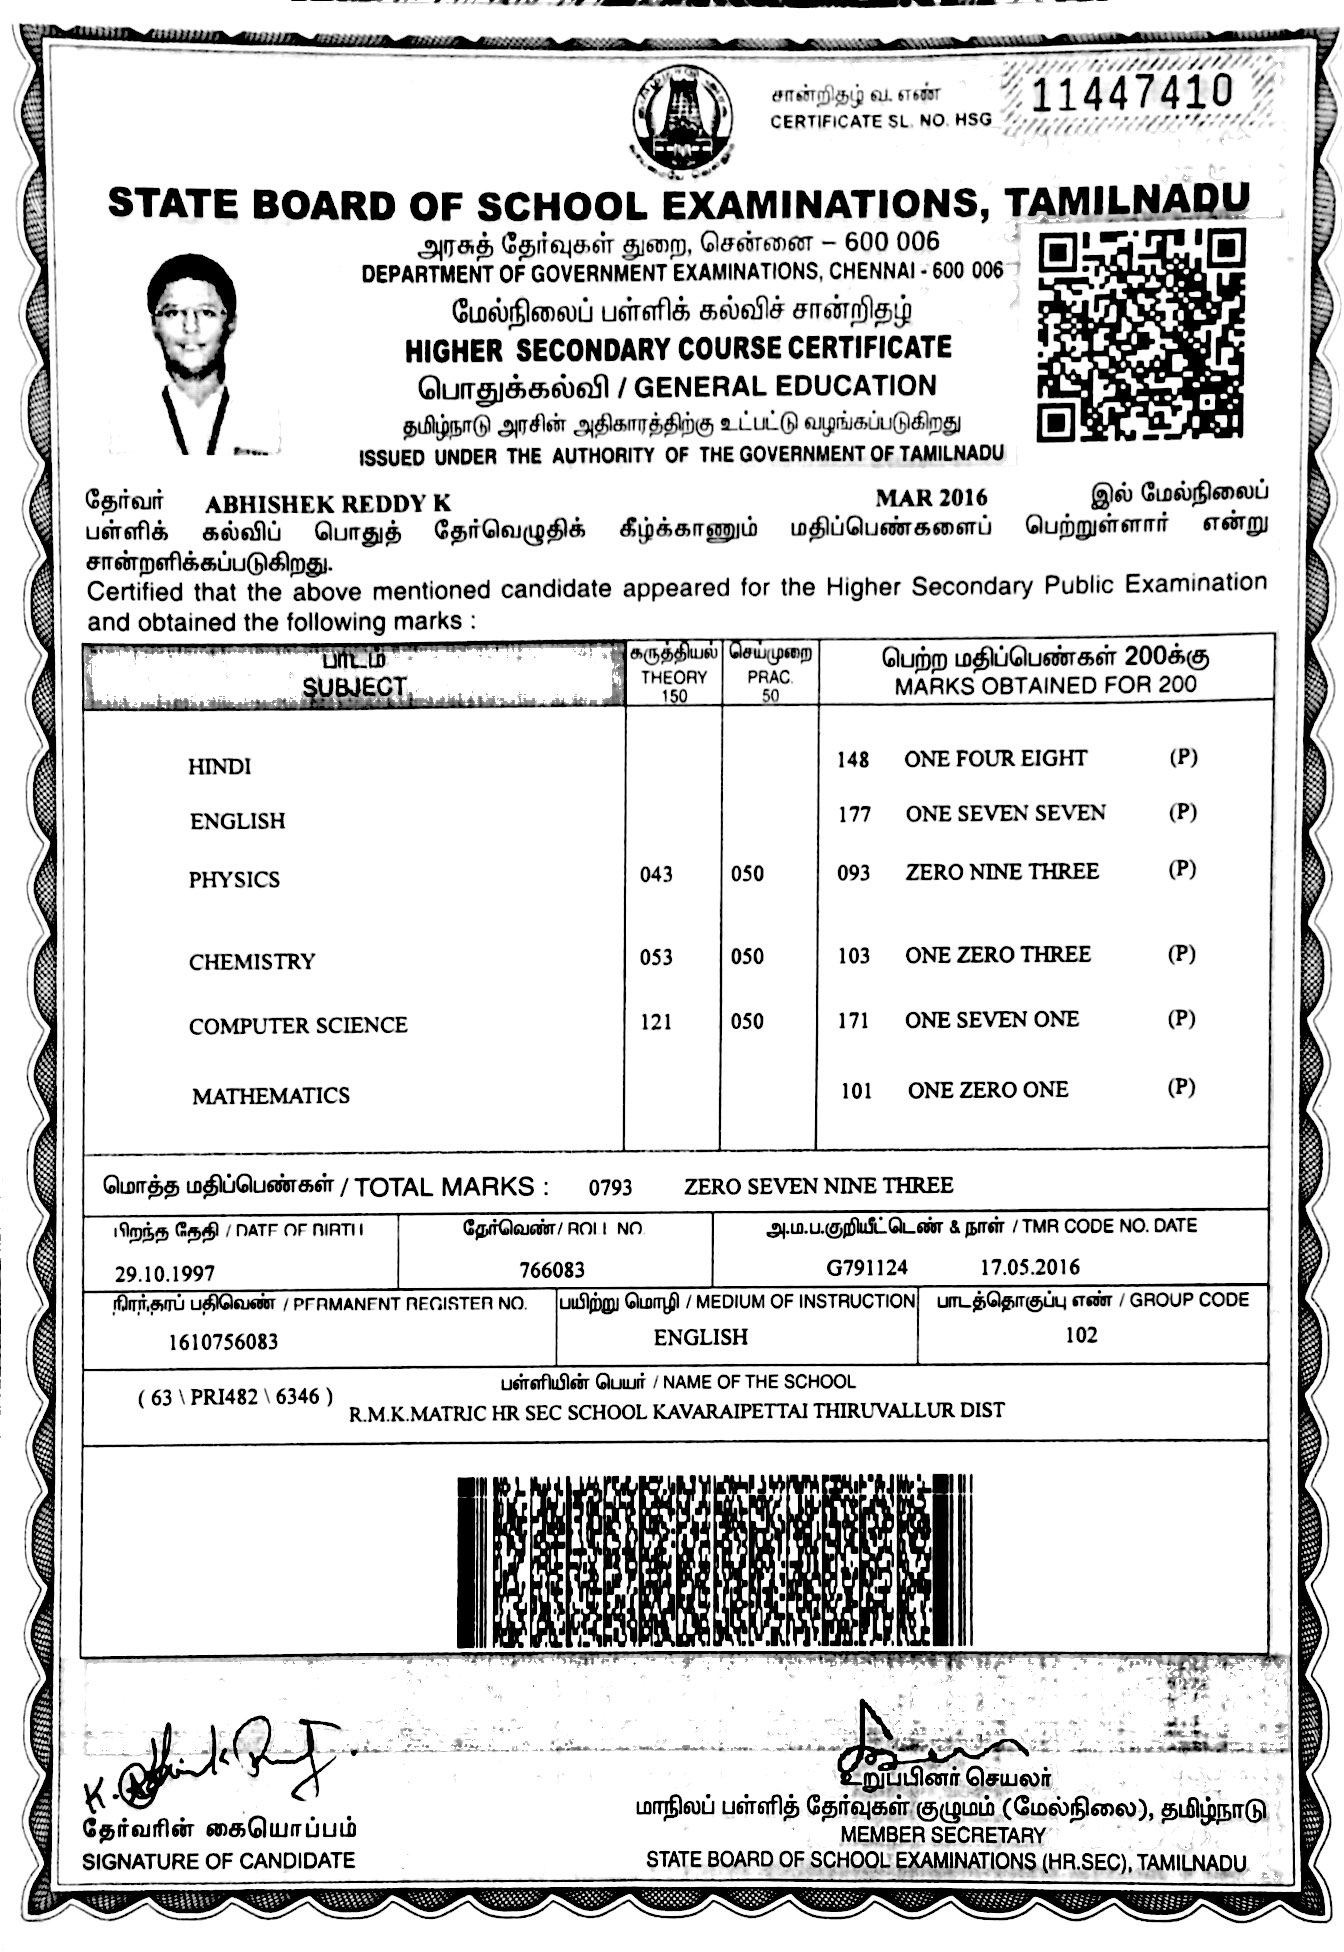 சான்றிதழ் வ. எண்
CERTIFICATE SL. NO. HSG
11447410
STATE BOARD OF SCHOOL EXAMINATIONS, TAMILNADU
அரசுத் தேர்வுகள் துறை, சென்னை – 600 006
DEPARTMENT OF GOVERNMENT EXAMINATIONS, CHENNAI - 600 006
மேல்நிலைப் பள்ளிக் கல்விச் சான்றிதழ்
HIGHER SECONDARY COURSE CERTIFICATE
பொதுக்கல்வி / GENERAL EDUCATION
தமிழ்நாடு அரசின் அதிகாரத்திற்கு உட்பட்டு வழங்கப்படுகிறது
ISSUED UNDER THE AUTHORITY OF THE GOVERNMENT OF TAMILNADU
தேர்வர் ABHISHEK REDDY K MAR 2016 இல் மேல்நிலைப்
பள்ளிக் கல்விப் பொதுத் தேர்வெழுதிக் கீழ்க்காணும் மதிப்பெண்களைப் பெற்றுள்ளார் என்று
சான்றளிக்கப்படுகிறது.
Certified that the above mentioned candidate appeared for the Higher Secondary Public Examination
and obtained the following marks :
பாடம் கருத்தியல் செய்முறை பெற்ற மதிப்பெண்கள் 200க்கு
SUBJECT THEORY PRAC. MARKS OBTAINED FOR 200
150 50
HINDI 148 ONE FOUR EIGHT (P)
ENGLISH 177 ONE SEVEN SEVEN (P)
PHYSICS 043 050 093 ZERO NINE THREE (P)
CHEMISTRY 053 050 103 ONE ZERO THREE (P)
COMPUTER SCIENCE 121 050 171 ONE SEVEN ONE (P)
MATHEMATICS 101 ONE ZERO ONE (P)
மொத்த மதிப்பெண்கள் / TOTAL MARKS : 0793 ZERO SEVEN NINE THREE
பிறந்த தேதி / DATE OF BIRTH தேர்வெண்/ ROLL NO. அ.ம.ப.குறியீட்டெண் & நாள் / TMR CODE NO. DATE
29.10.1997 766083 G791124 17.05.2016
நிரந்தரப் பதிவெண் / PERMANENT REGISTER NO. பயிற்று மொழி / MEDIUM OF INSTRUCTION பாடத்தொகுப்பு எண் / GROUP CODE
1610756083 ENGLISH 102
பள்ளியின் பெயர் / NAME OF THE SCHOOL
( 63 \ PRI482 \ 6346 ) R.M.K.MATRIC HR SEC SCHOOL KAVARAIPETTAI THIRUVALLUR DIST
உறுப்பினர் செயலர்
தேர்வரின் கையொப்பம் மாநிலப் பள்ளித் தேர்வுகள் குழுமம் (மேல்நிலை), தமிழ்நாடு
MEMBER SECRETARY
SIGNATURE OF CANDIDATE STATE BOARD OF SCHOOL EXAMINATIONS (HR.SEC), TAMILNADU